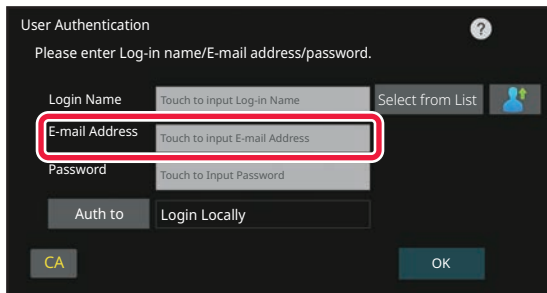 User Authentication
?
Please enter Log-in name/E-mail address/password.
Login Name Touch to input Log-in Name Select from List
E-mail Address Touch to input E-mail Address
Password Touch to Input Password
Auth to Login Locally
CA OK